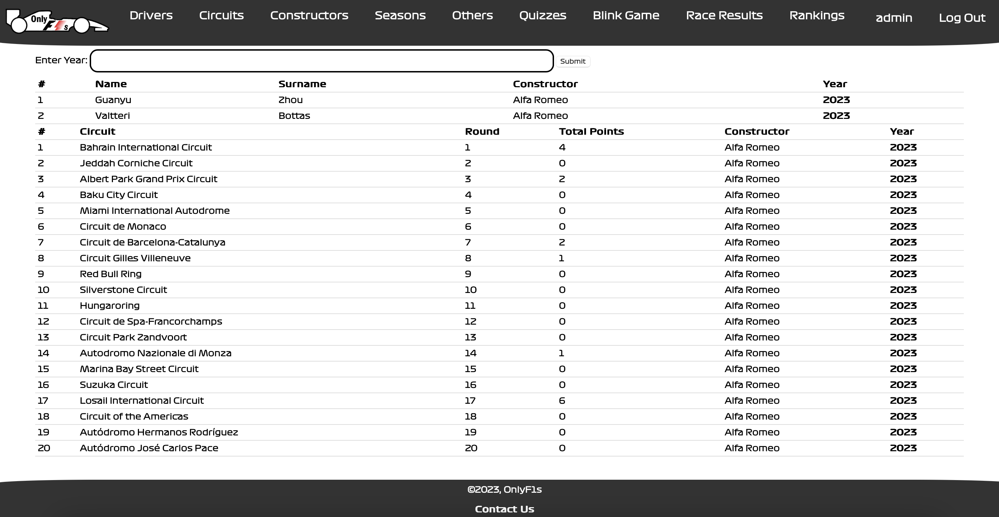 Only F1s Drivers Circuits Constructors Seasons Others Quizzes Blink Game Race Results Rankings admin Log Out
Enter Year: Submit
# Name Surname Constructor Year
1 Guanyu Zhou Alfa Romeo 2023
2 Valtteri Bottas Alfa Romeo 2023
# Circuit Round Total Points Constructor Year
1 Bahrain International Circuit 1 4 Alfa Romeo 2023
2 Jeddah Corniche Circuit 2 0 Alfa Romeo 2023
3 Albert Park Grand Prix Circuit 3 2 Alfa Romeo 2023
4 Baku City Circuit 4 0 Alfa Romeo 2023
5 Miami International Autodrome 5 0 Alfa Romeo 2023
6 Circuit de Monaco 6 0 Alfa Romeo 2023
7 Circuit de Barcelona-Catalunya 7 2 Alfa Romeo 2023
8 Circuit Gilles Villeneuve 8 1 Alfa Romeo 2023
9 Red Bull Ring 9 0 Alfa Romeo 2023
10 Silverstone Circuit 10 0 Alfa Romeo 2023
11 Hungaroring 11 0 Alfa Romeo 2023
12 Circuit de Spa-Francorchamps 12 0 Alfa Romeo 2023
13 Circuit Park Zandvoort 13 0 Alfa Romeo 2023
14 Autodromo Nazionale di Monza 14 1 Alfa Romeo 2023
15 Marina Bay Street Circuit 15 0 Alfa Romeo 2023
16 Suzuka Circuit 16 0 Alfa Romeo 2023
17 Losail International Circuit 17 6 Alfa Romeo 2023
18 Circuit of the Americas 18 0 Alfa Romeo 2023
19 Autódromo Hermanos Rodríguez 19 0 Alfa Romeo 2023
20 Autódromo José Carlos Pace 20 0 Alfa Romeo 2023
©2023, OnlyF1s
Contact Us